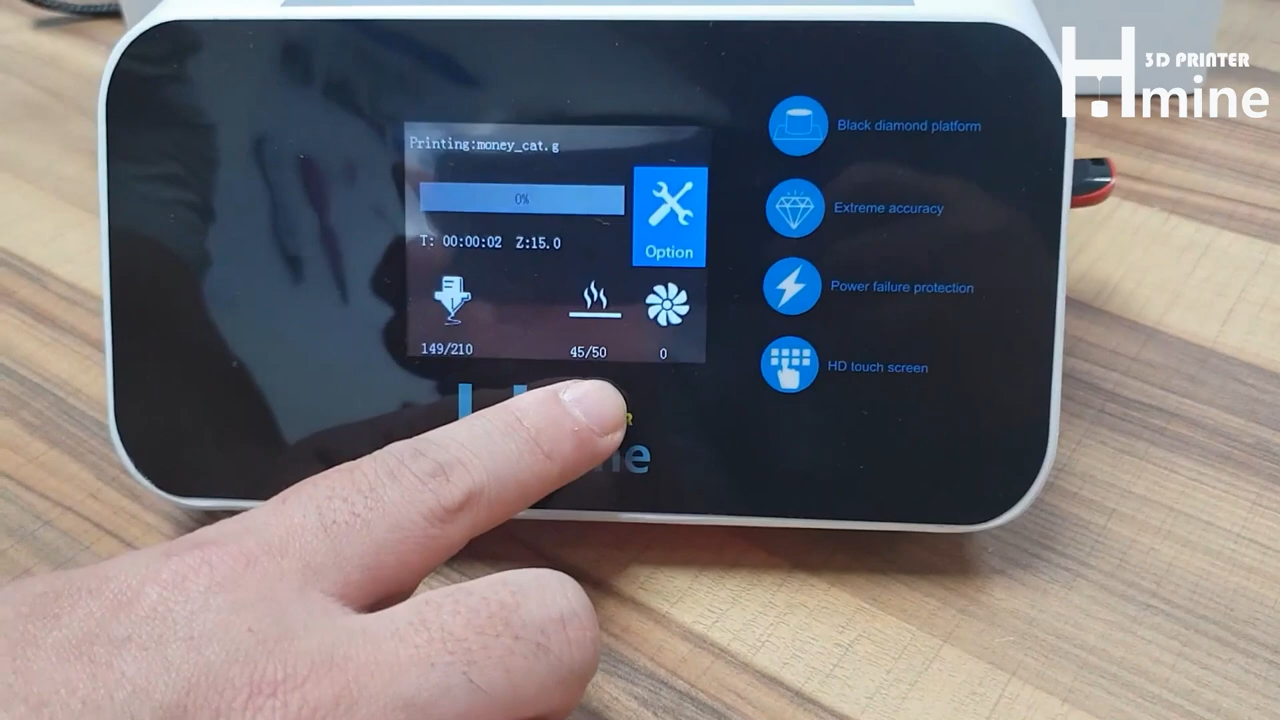 3D PRINTER
Hmine
Printing:money_cat.g
0%
T: 00:00:02 Z:15.0
Option
149/210
45/50
0
Black diamond platform
Extreme accuracy
Power failure protection
HD touch screen